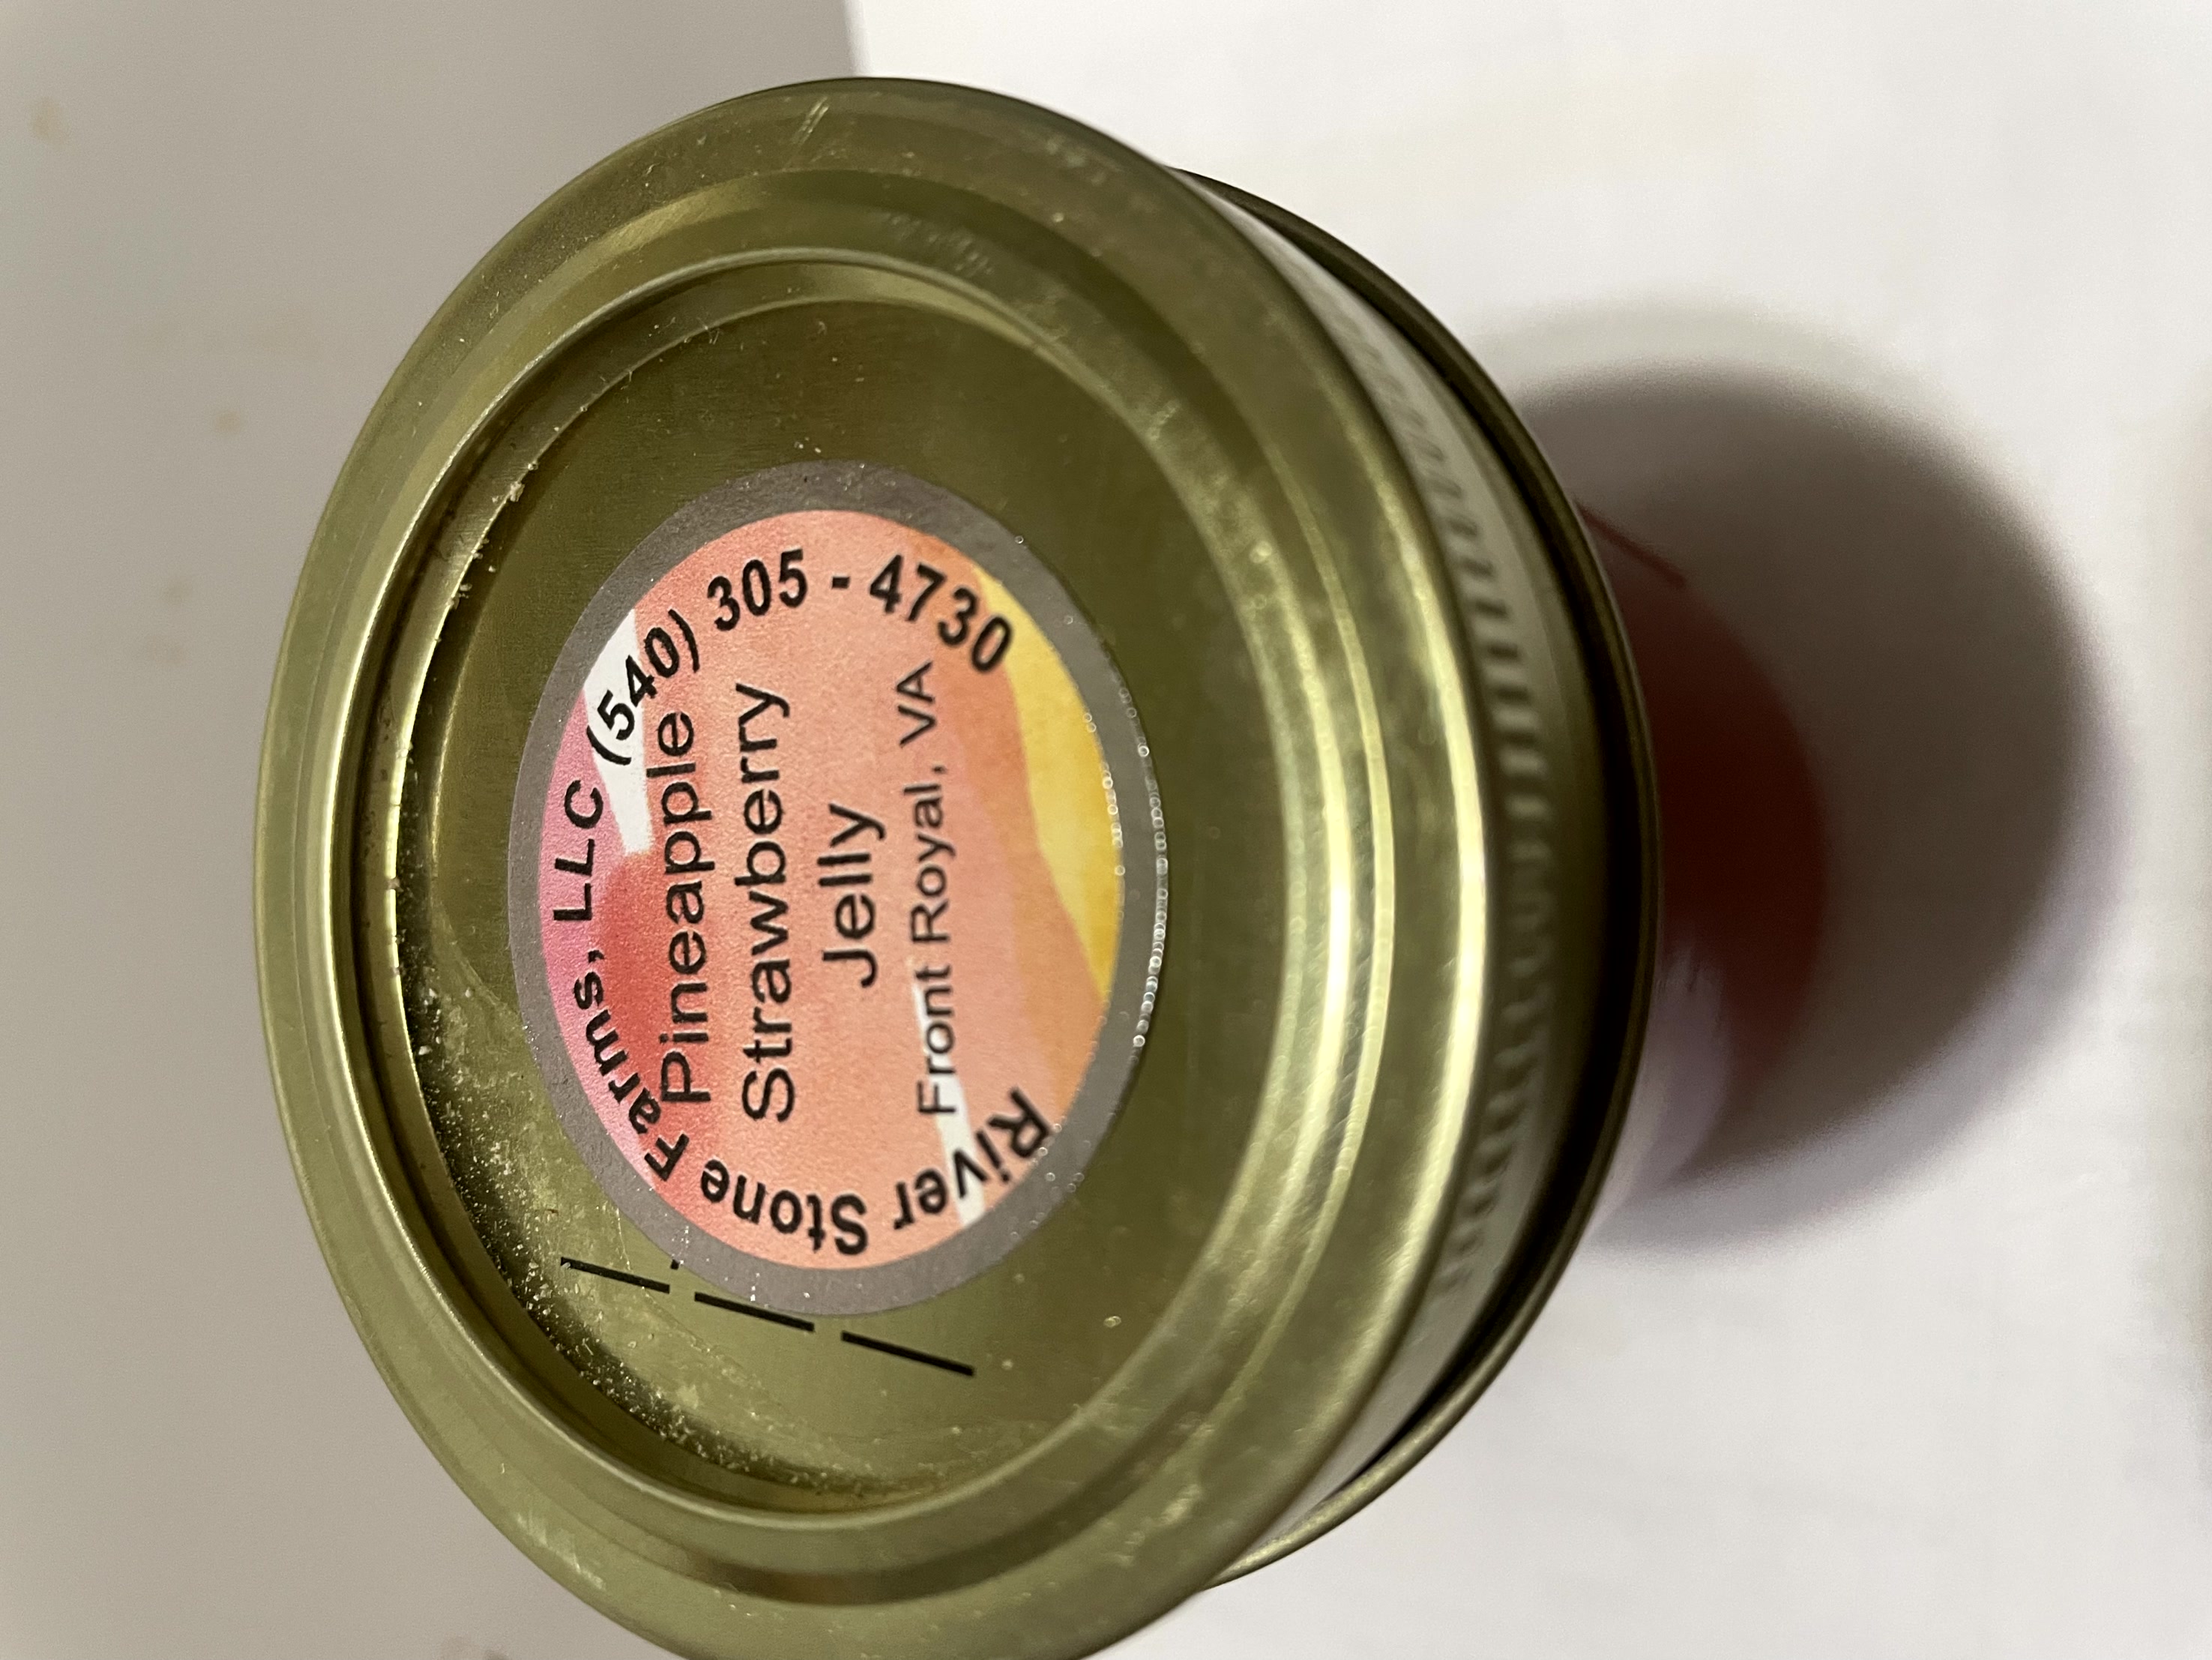 River Stone Farms, LLC (540) 305 - 4730
Pineapple
Strawberry
Jelly
Front Royal, VA